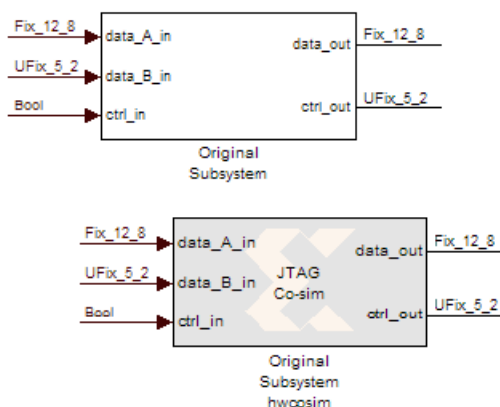 Fix_12_8
data_A_in
data_out
Fix_12_8
UFix_5_2
data_B_in
Bool
ctrl_in
ctrl_out
UFix_5_2
Original
Subsystem
Fix_12_8
data_A_in
data_out
Fix_12_8
UFix_5_2
data_B_in
JTAG
Co-sim
Bool
ctrl_in
ctrl_out
UFix_5_2
Original
Subsystem
hwcosim